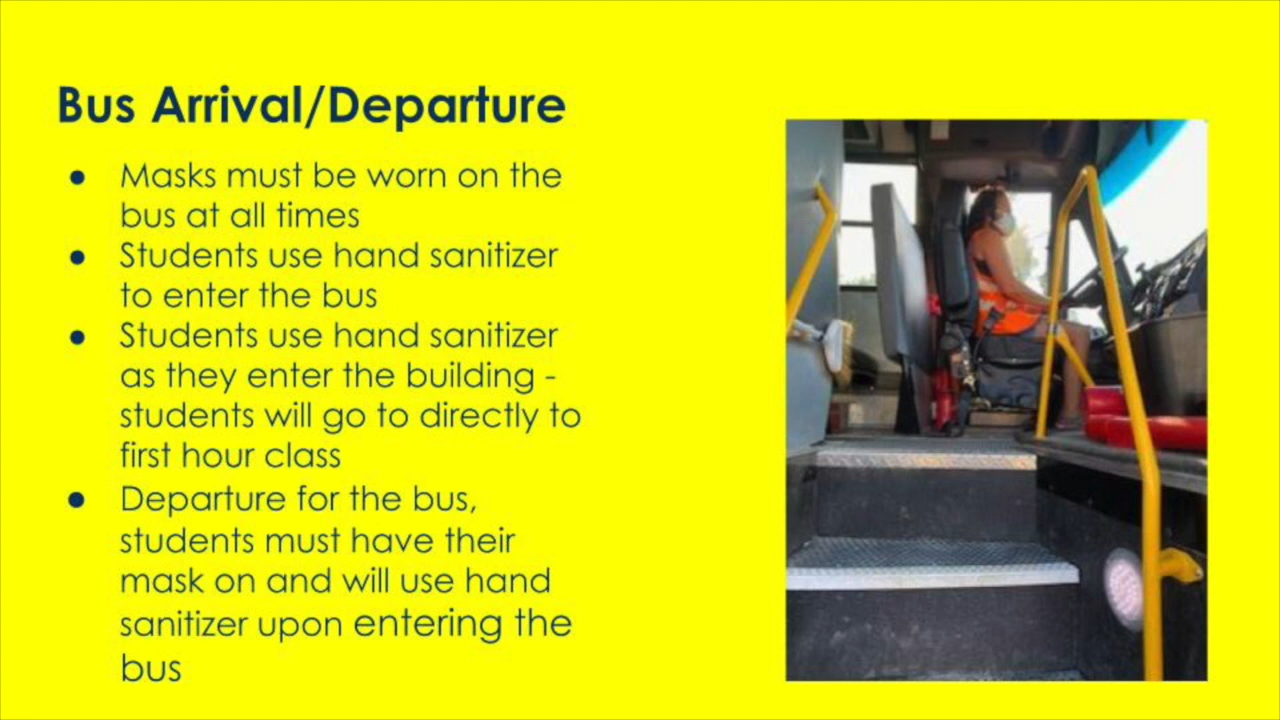 Bus Arrival/Departure
● Masks must be worn on the
bus at all times
● Students use hand sanitizer
to enter the bus
● Students use hand sanitizer
as they enter the building -
students will go to directly to
first hour class
● Departure for the bus,
students must have their
mask on and will use hand
sanitizer upon entering the
bus